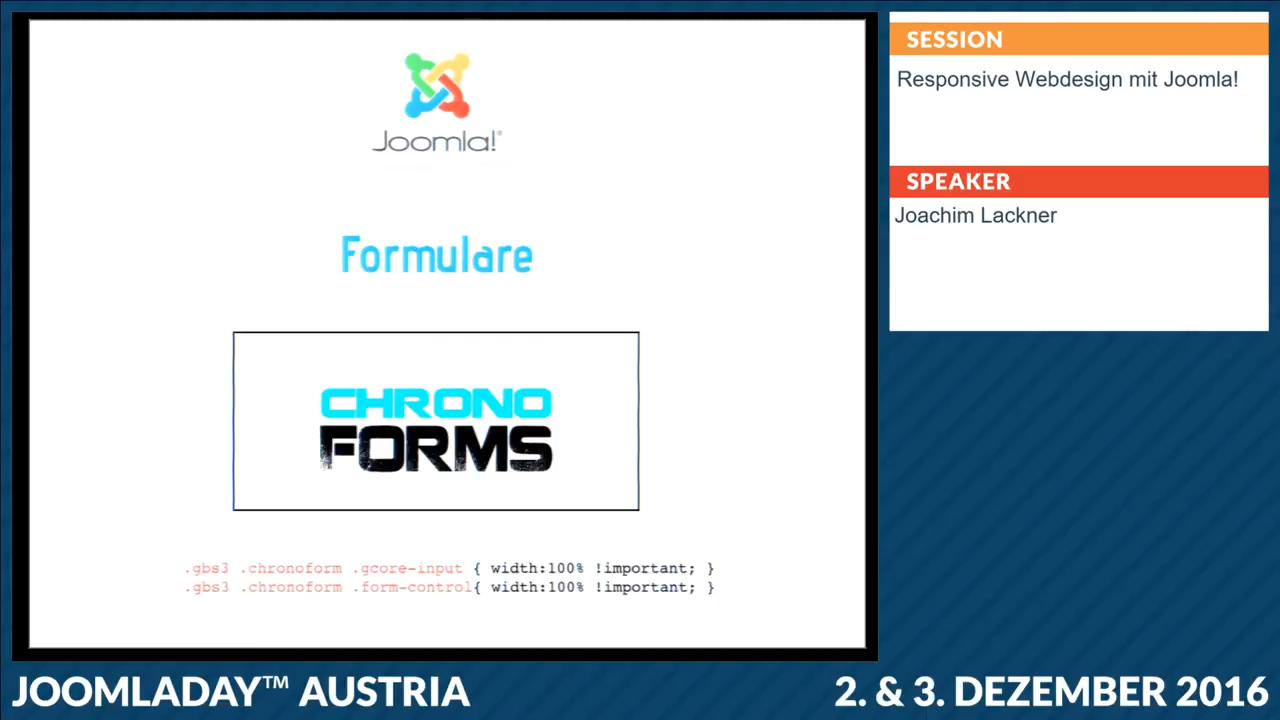 Joomla!®
Formulare
CHRONO
FORMS
.gbs3 .chronoform .gcore-input { width:100% !important; }
.gbs3 .chronoform .form-control{ width:100% !important; }
SESSION
Responsive Webdesign mit Joomla!
SPEAKER
Joachim Lackner
JOOMLADAY™ AUSTRIA
2. & 3. DEZEMBER 2016